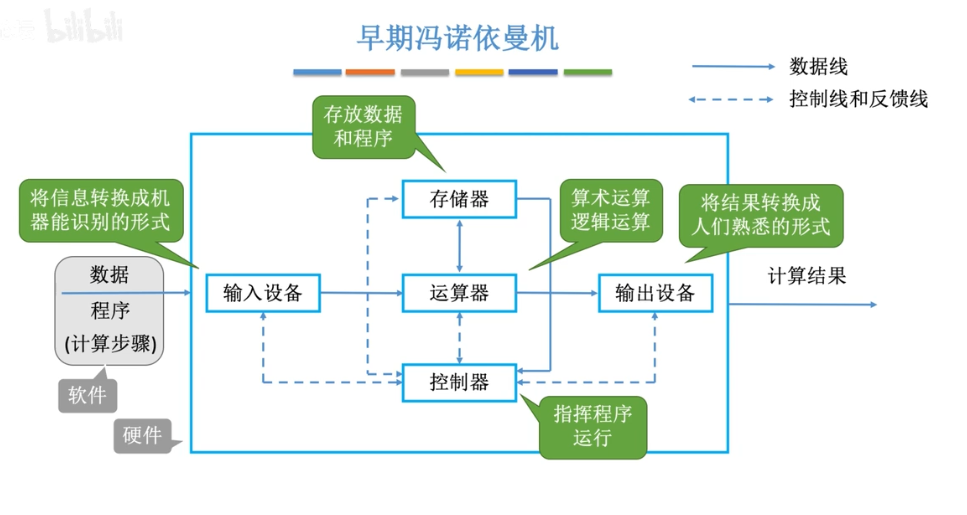 bilibili
早期冯诺依曼机
数据线
控制线和反馈线
存放数据
和程序
将信息转换成机
器能识别的形式
存储器
算术运算
逻辑运算
将结果转换成
人们熟悉的形式
数据
程序
(计算步骤)
输入设备
运算器
输出设备
计算结果
控制器
软件
硬件
指挥程序
运行